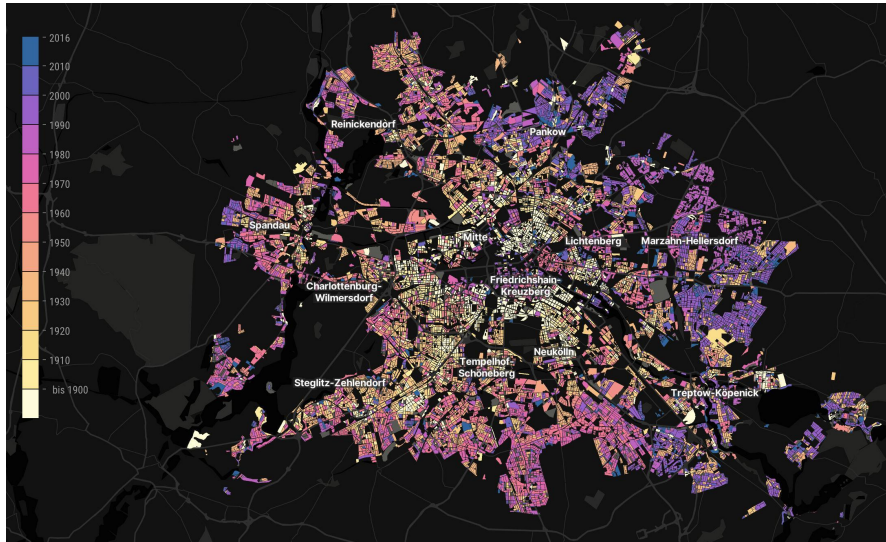 2016
2010
2000
1990
1980
1970
1960
1950
1940
1930
1920
1910
bis 1900
Reinickendorf
Pankow
Spandau
Mitte
Lichtenberg
Marzahn-Hellersdorf
Charlottenburg-
Wilmersdorf
Friedrichshain-
Kreuzberg
Neukölln
Tempelhof-
Schöneberg
Steglitz-Zehlendorf
Treptow-Köpenick